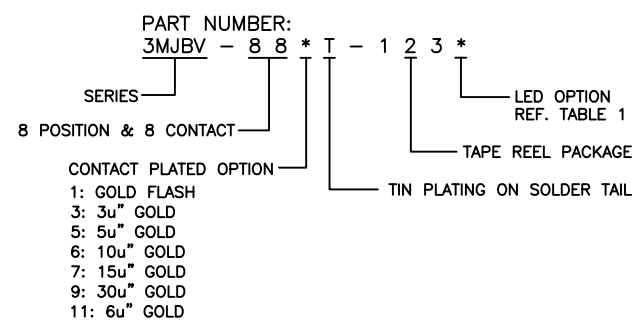 PART NUMBER:
3MJBV - 8 8 * T - 1 2 3 *
SERIES
LED OPTION
REF. TABLE 1
8 POSITION & 8 CONTACT
TAPE REEL PACKAGE
CONTACT PLATED OPTION
TIN PLATING ON SOLDER TAIL
1: GOLD FLASH
3: 3u" GOLD
5: 5u" GOLD
6: 10u" GOLD
7: 15u" GOLD
9: 30u" GOLD
11: 6u" GOLD